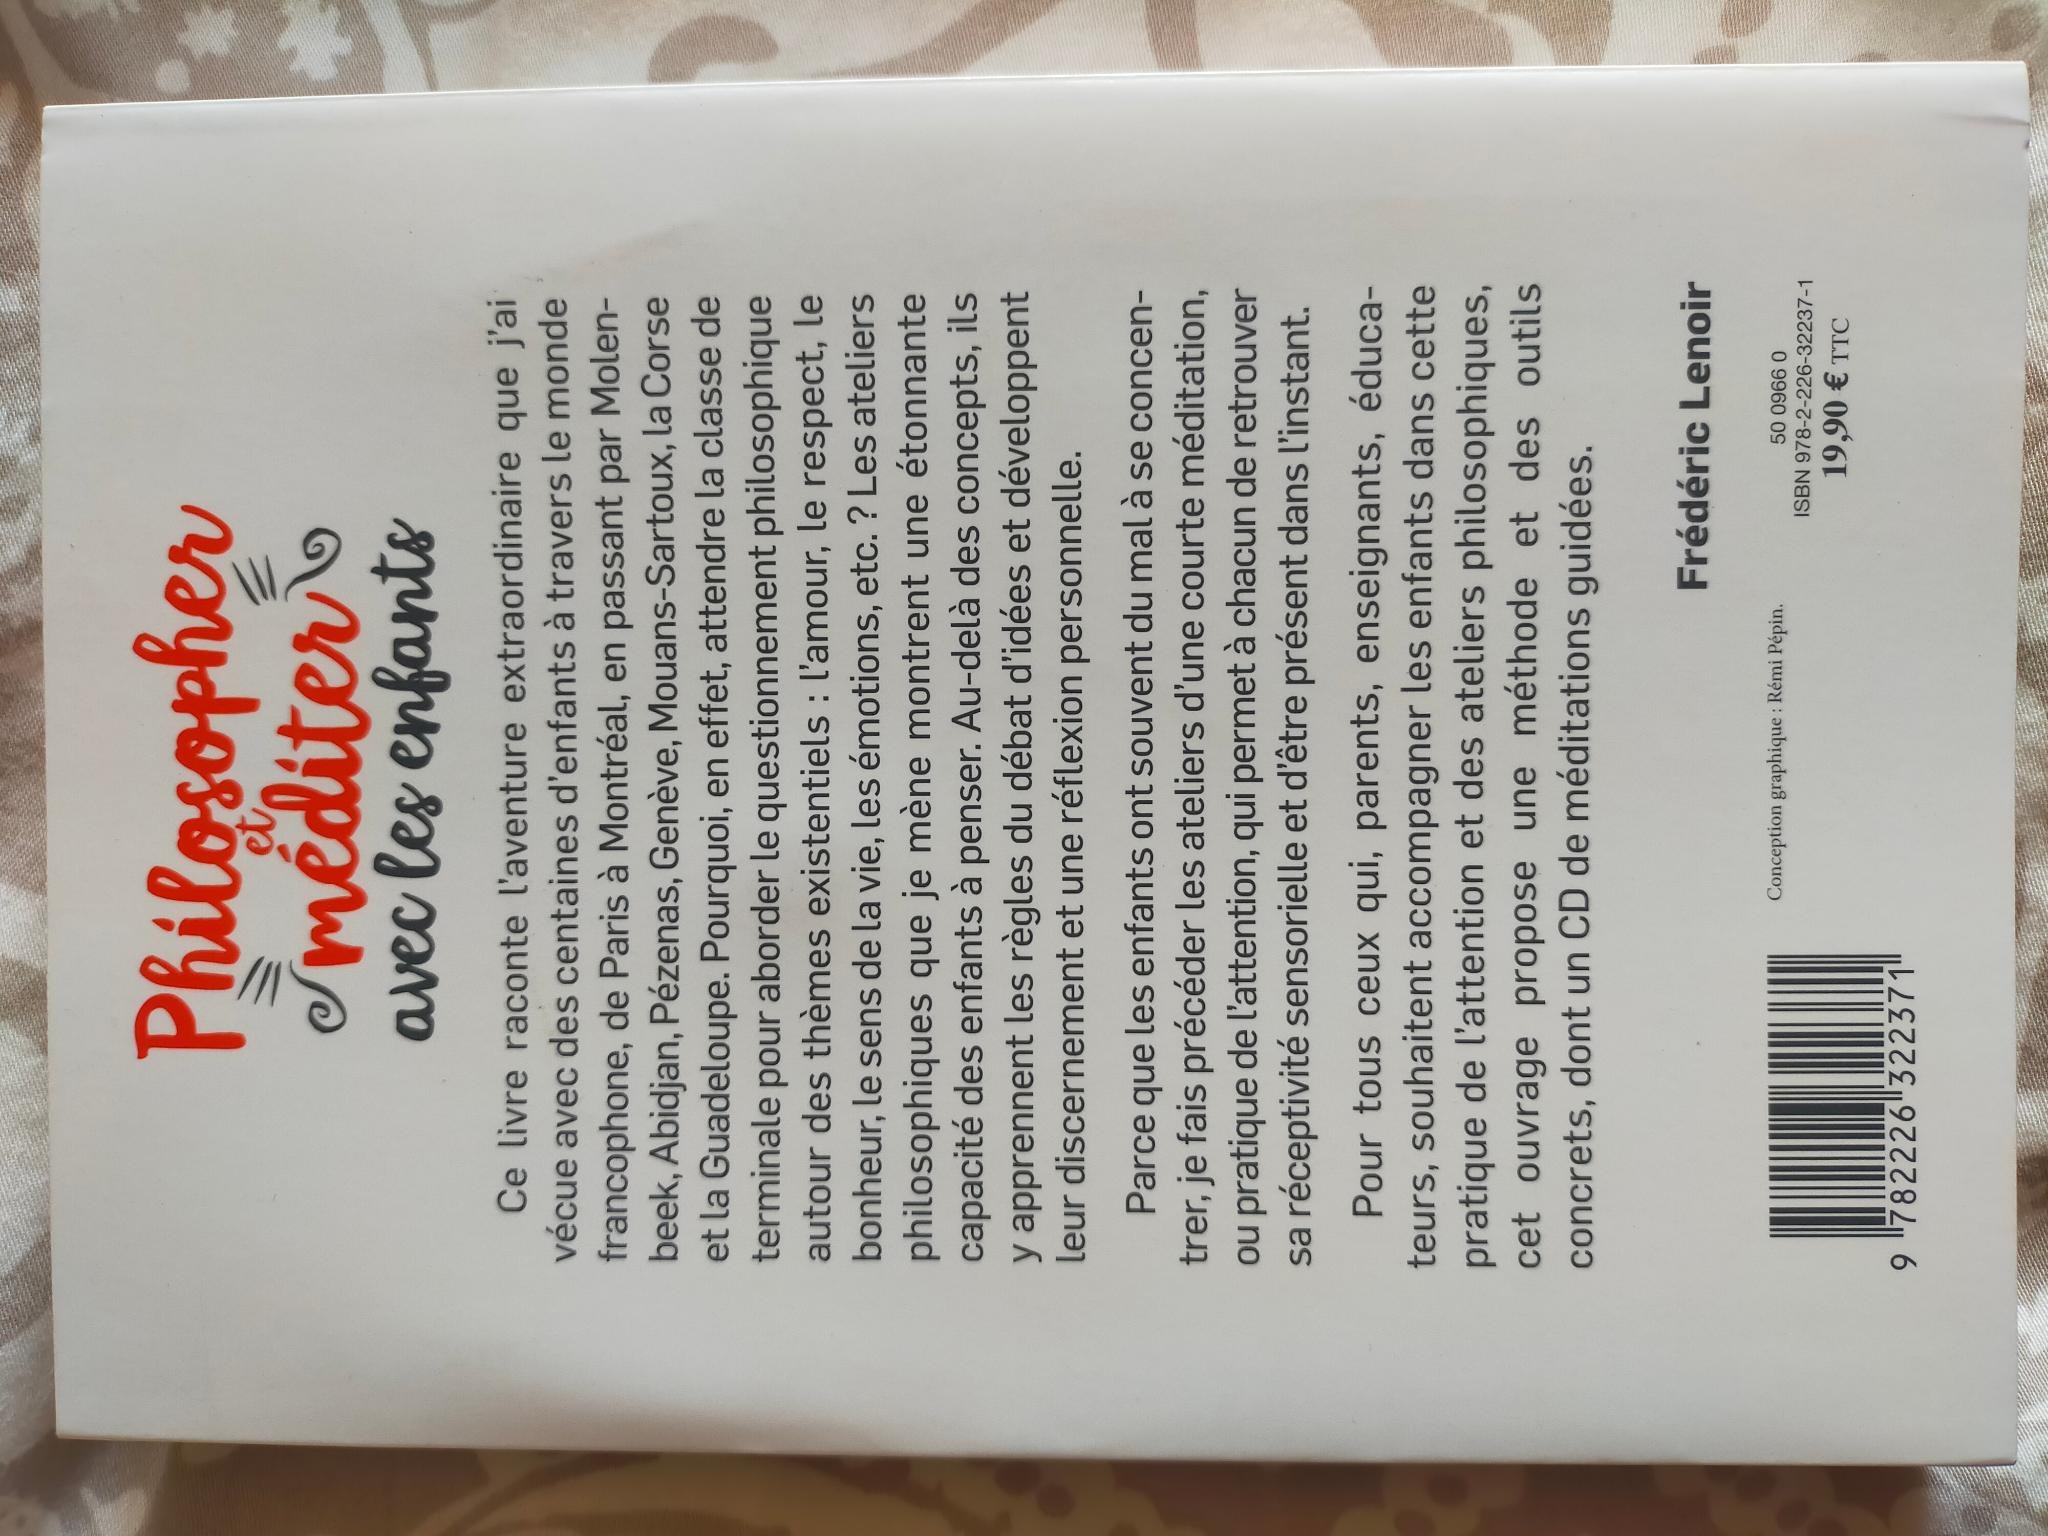 Philosopher
et
méditer
avec les enfants
Ce livre raconte l'aventure extraordinaire que j'ai
vécue avec des centaines d'enfants à travers le monde
francophone, de Paris à Montréal, en passant par Molen-
beek, Abidjan, Pézenas, Genève, Mouans-Sartoux, la Corse
et la Guadeloupe. Pourquoi, en effet, attendre la classe de
terminale pour aborder le questionnement philosophique
autour des thèmes existentiels : l'amour, le respect, le
bonheur, le sens de la vie, les émotions, etc. ? Les ateliers
philosophiques que je mène montrent une étonnante
capacité des enfants à penser. Au-delà des concepts, ils
y apprennent les règles du débat d'idées et développent
leur discernement et une réflexion personnelle.
Parce que les enfants ont souvent du mal à se concen-
trer, je fais précéder les ateliers d'une courte méditation,
ou pratique de l'attention, qui permet à chacun de retrouver
sa réceptivité sensorielle et d'être présent dans l'instant.
Pour tous ceux qui, parents, enseignants, éduca-
teurs, souhaitent accompagner les enfants dans cette
pratique de l'attention et des ateliers philosophiques,
cet ouvrage propose une méthode et des outils
concrets, dont un CD de méditations guidées.
Frédéric Lenoir
Conception graphique : Rémi Pépin.
50 0966 0
ISBN 978-2-226-32237-1
19,90 € TTC
9 782226 322371